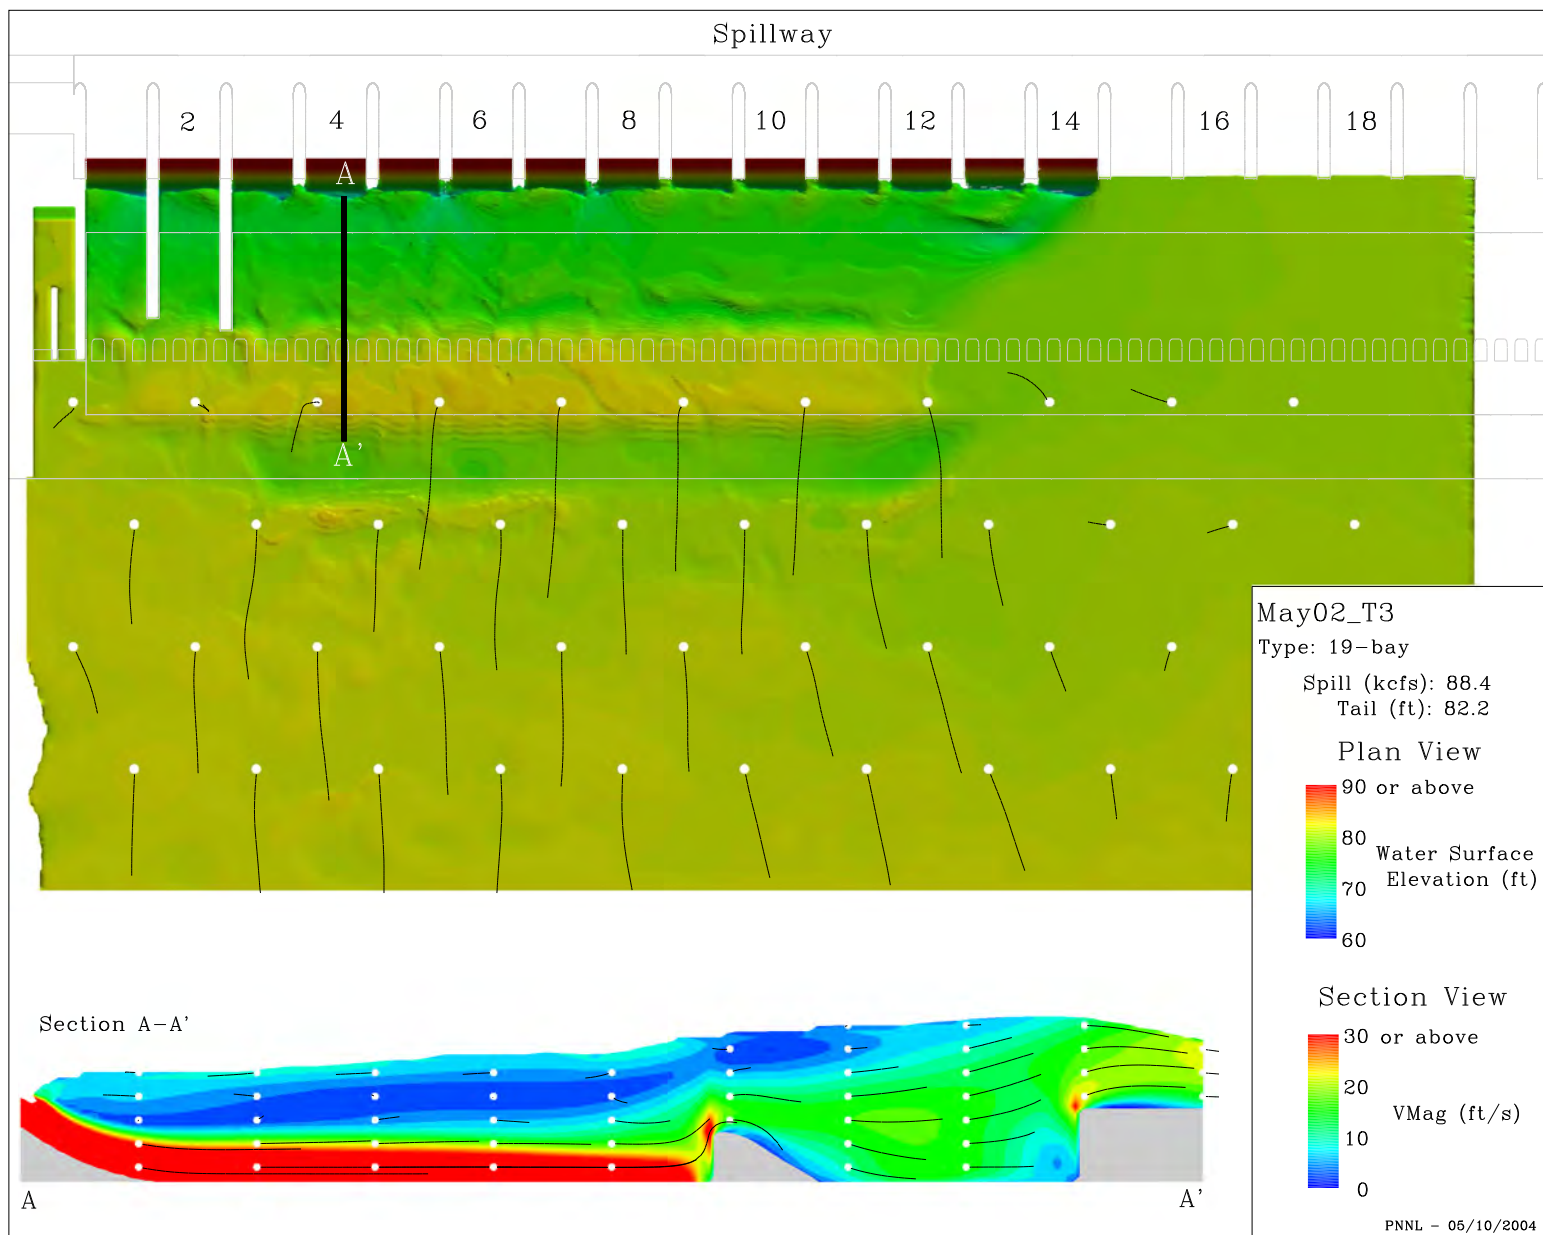 Spillway
2 4 6 8 10 12 14 16 18
A
A'
May02_T3
Type: 19-bay
Spill (kcfs): 88.4
Tail (ft): 82.2
Plan View
90 or above
80
Water Surface
Elevation (ft)
70
60
Section A-A'
Section View
30 or above
20
VMag (ft/s)
10
0
A A'
PNNL - 05/10/2004